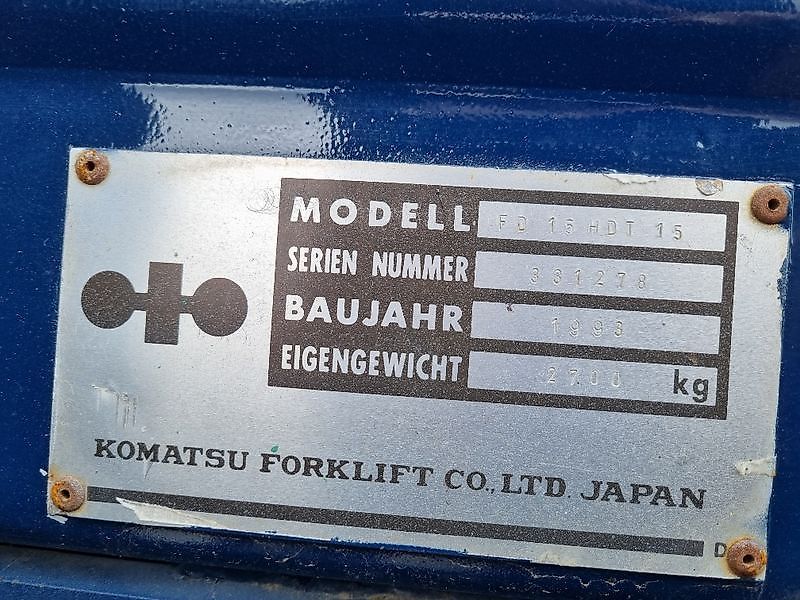 MODELL FD 15 HDT 15
SERIEN NUMMER 331278
BAUJAHR 1993
EIGENGEWICHT 2700 kg
KOMATSU FORKLIFT CO., LTD. JAPAN
D